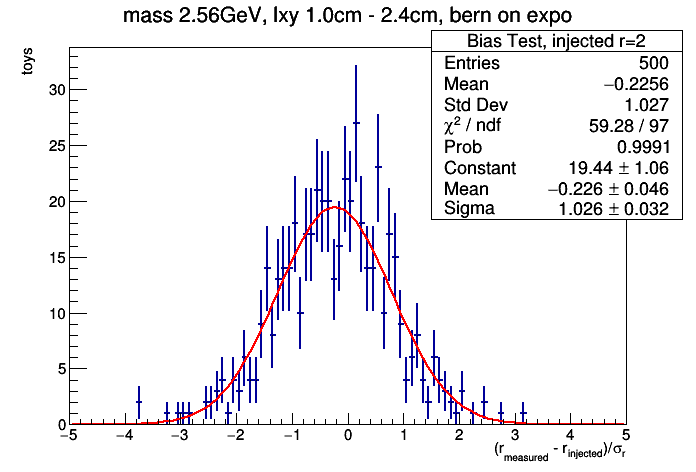 mass 2.56GeV, lxy 1.0cm - 2.4cm, bern on expo
Bias Test, injected r=2
Entries 500
Mean −0.2256
Std Dev 1.027
χ² / ndf 59.28 / 97
Prob 0.9991
Constant 19.44 ± 1.06
Mean −0.226 ± 0.046
Sigma 1.026 ± 0.032
toys
30
25
20
15
10
5
0
−5 −4 −3 −2 −1 0 1 2 3 4 5
(r_measured - r_injected)/σ_r